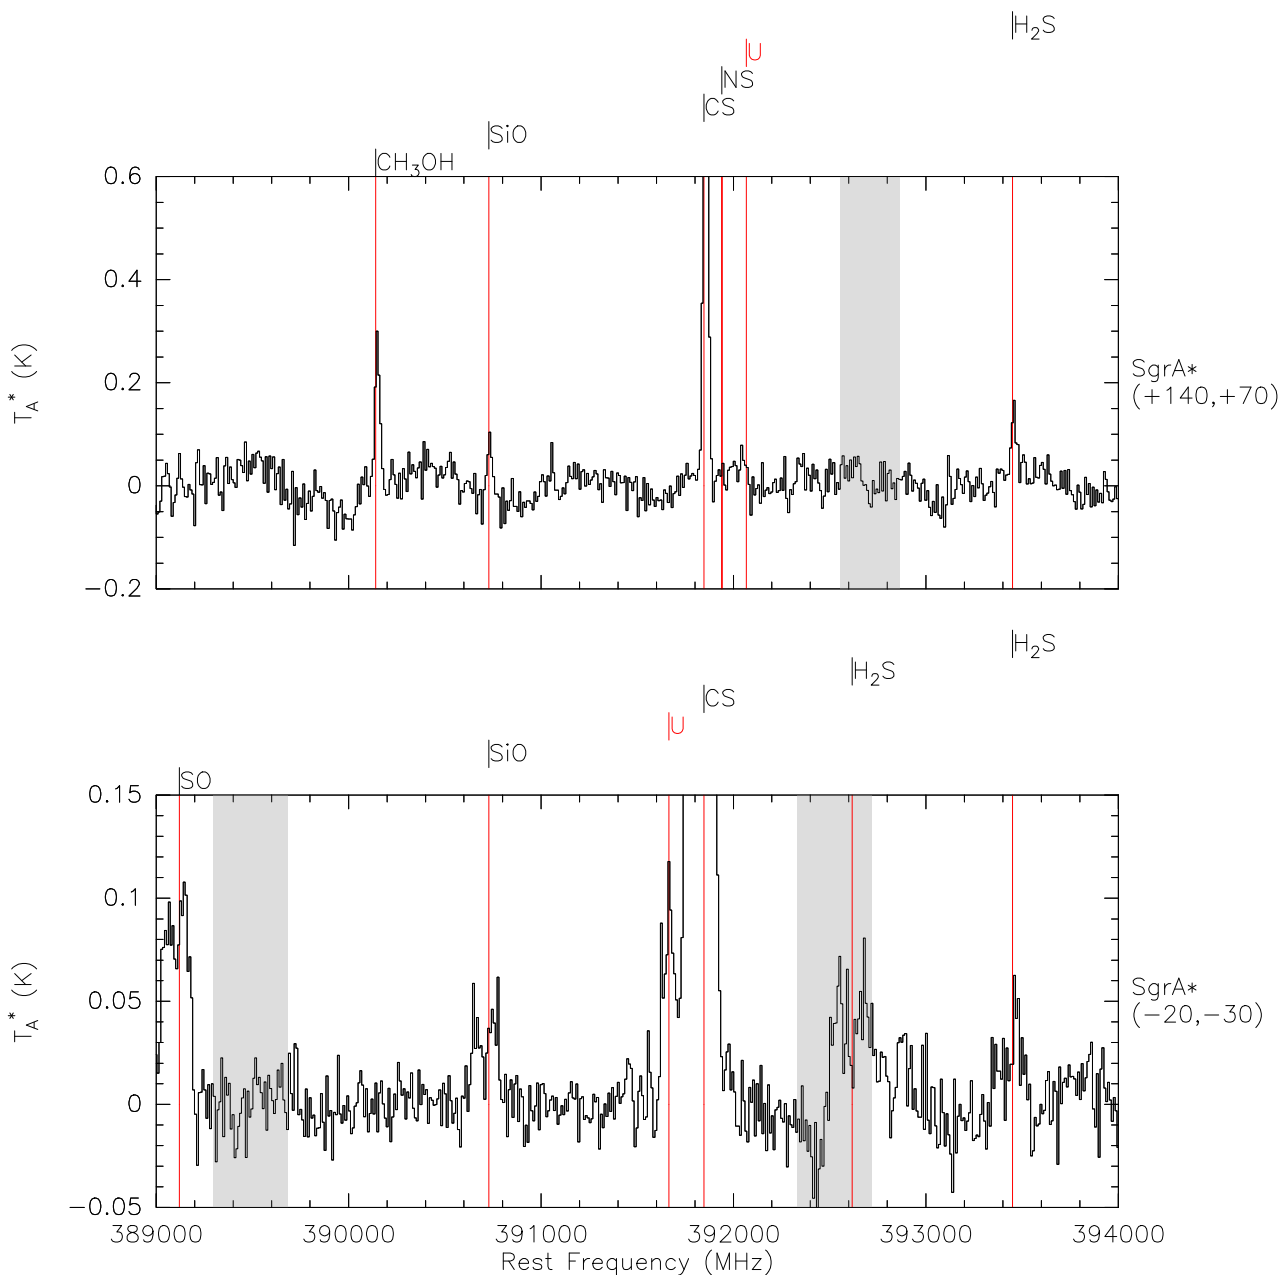 H₂S
U
NS
CS
SiO
CH₃OH
0.6
0.4
0.2
0
−0.2
T_A* (K)
SgrA*
(+140,+70)
H₂S
H₂S
CS
U
SiO
SO
0.15
0.1
0.05
0
−0.05
T_A* (K)
SgrA*
(−20,−30)
389000 390000 391000 392000 393000 394000
Rest Frequency (MHz)